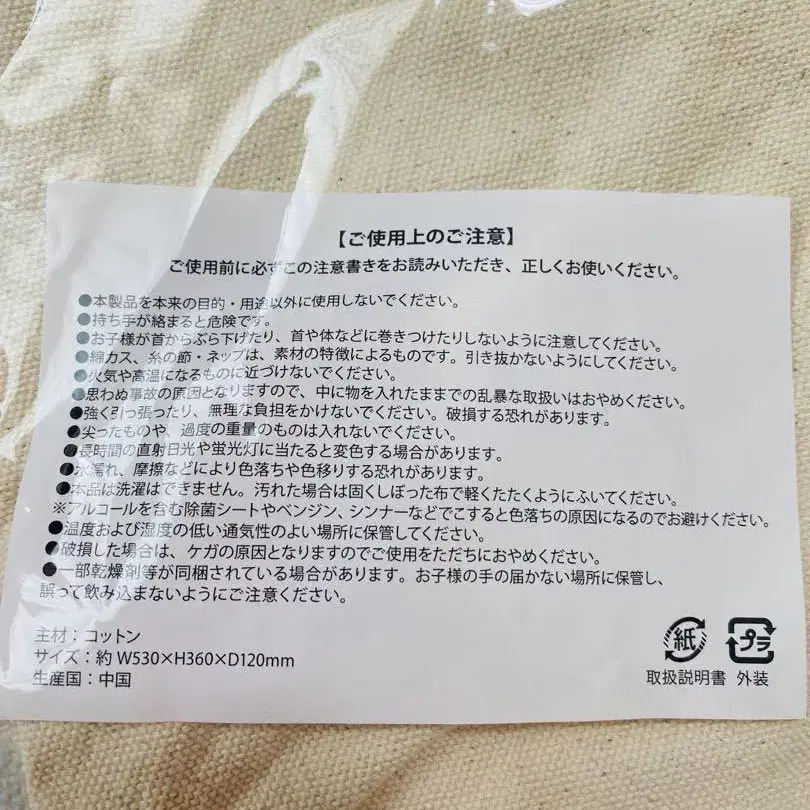 【ご使用上のご注意】
ご使用前に必ずこの注意書きをお読みいただき、正しくお使いください。
●本製品を本来の目的・用途以外に使用しないでください。
●持ち手が絡まると危険です。
●お子様が首からぶら下げたり、首や体などに巻きつけたりしないように注意してください。
●綿カス、糸の節・ネップは、素材の特徴によるものです。引き抜かないようにしてください。
●火気や高温になるものに近づけないでください。
●思わぬ事故の原因となりますので、中に物を入れたままでの乱暴な取扱いはおやめください。
●強く引っ張ったり、無理な負担をかけないでください。破損する恐れがあります。
●尖ったものや、過度の重量のものは入れないでください。
●長時間の直射日光や蛍光灯に当たると変色する場合があります。
●水濡れ、摩擦などにより色落ちや色移りする恐れがあります。
●本品は洗濯はできません。汚れた場合は固くしぼった布で軽くたたくようにふいてください。
※アルコールを含む除菌シートやベンジン、シンナーなどでこすると色落ちの原因になるのでお避けください。
●温度および湿度の低い通気性のよい場所に保管してください。
●破損した場合は、ケガの原因となりますのでご使用をただちにおやめください。
●一部乾燥剤等が同梱されている場合があります。お子様の手の届かない場所に保管し、
誤って飲み込まないようにご注意ください。
主材：コットン
サイズ：約 W530×H360×D120mm
生産国：中国
紙 プラ
取扱説明書 外装